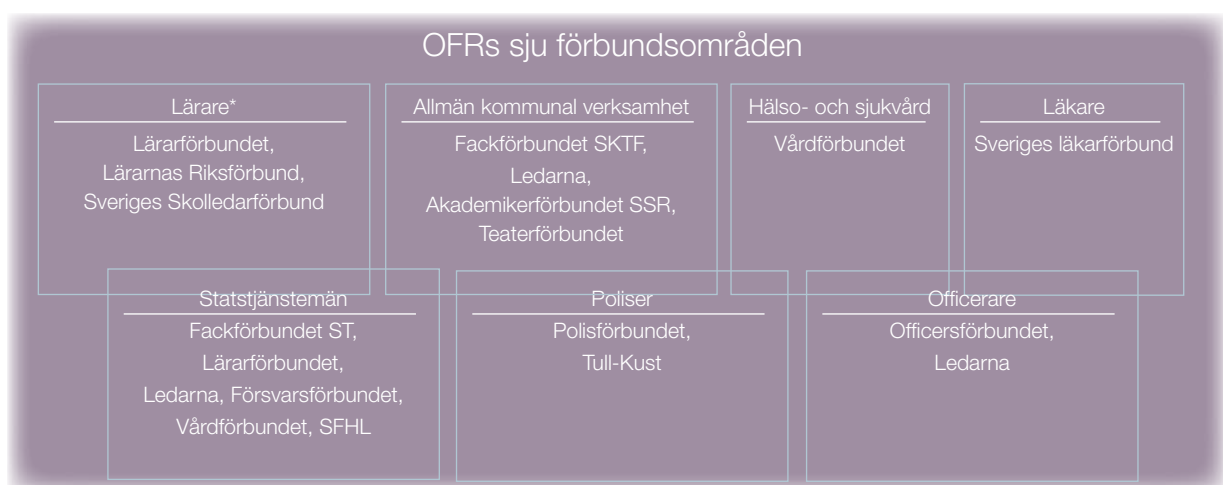 OFRs sju förbundsområden
Lärare*
Lärarförbundet,
Lärarnas Riksförbund,
Sveriges Skolledarförbund
Allmän kommunal verksamhet
Fackförbundet SKTF,
Ledarna,
Akademikerförbundet SSR,
Teaterförbundet
Hälso- och sjukvård
Vårdförbundet
Läkare
Sveriges läkarförbund
Statstjänstemän
Fackförbundet ST,
Lärarförbundet,
Ledarna, Försvarsförbundet,
Vårdförbundet, SFHL
Poliser
Polisförbundet,
Tull-Kust
Officerare
Officersförbundet,
Ledarna